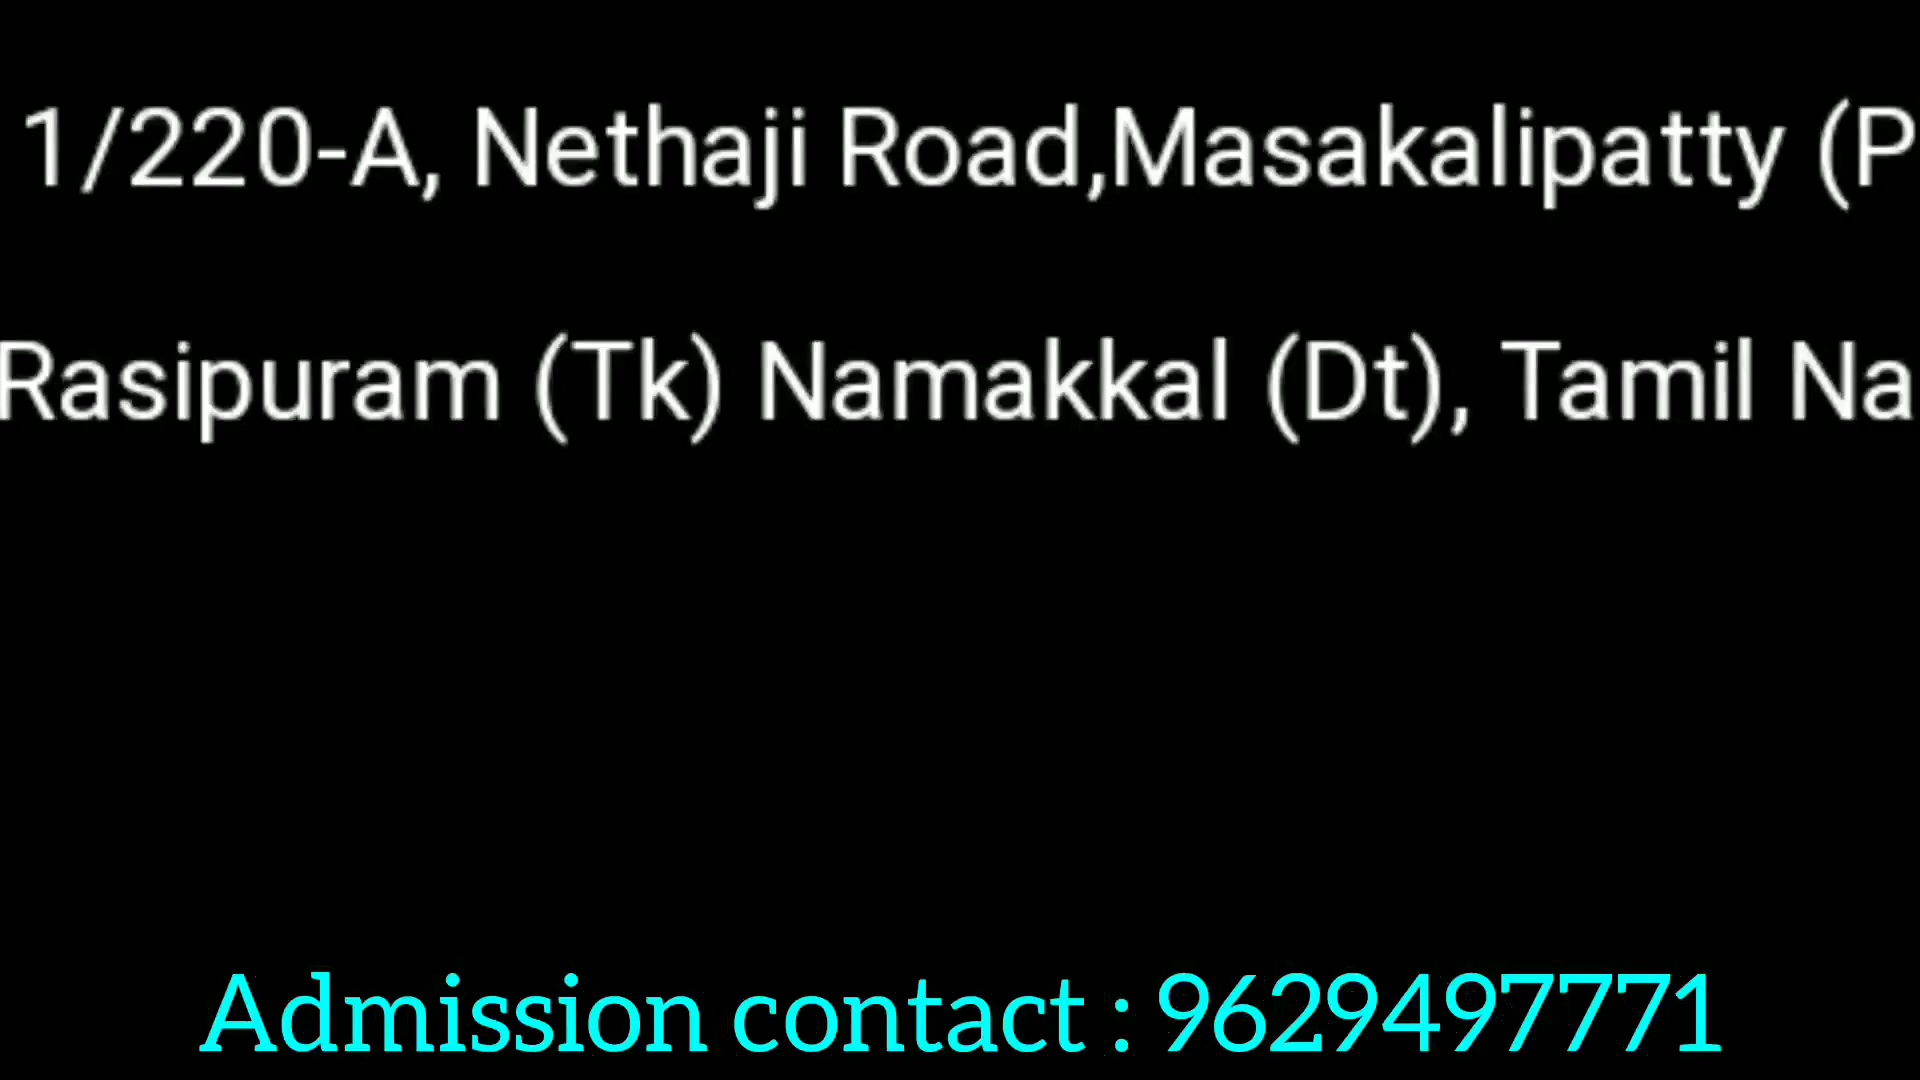 1/220-A, Nethaji Road,Masakalipatty (P
Rasipuram (Tk) Namakkal (Dt), Tamil Na
Admission contact : 9629497771